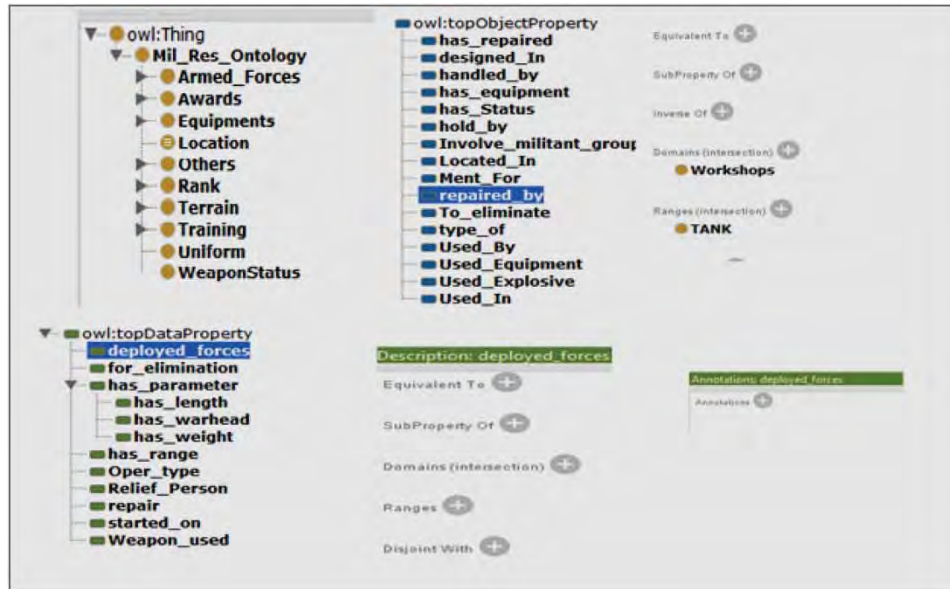 owl:Thing
Mil_Res_Ontology
Armed_Forces
Awards
Equipments
Location
Others
Rank
Terrain
Training
Uniform
WeaponStatus
owl:topObjectProperty
has_repaired
designed_In
handled_by
has_equipment
has_Status
hold_by
Involve_militant_group
Located_In
Ment_For
repaired_by
To_eliminate
type_of
Used_By
Used_Equipment
Used_Explosive
Used_In
Equivalent To
SubProperty Of
Inverse Of
Domains (intersection)
Workshops
Ranges (intersection)
TANK
owl:topDataProperty
deployed_forces
for_elimination
has_parameter
has_length
has_warhead
has_weight
has_range
Oper_type
Relief_Person
repair
started_on
Weapon_used
Description: deployed_forces
Equivalent To
SubProperty Of
Domains (intersection)
Ranges
Disjoint With
Annotations: deployed_forces
Annotations